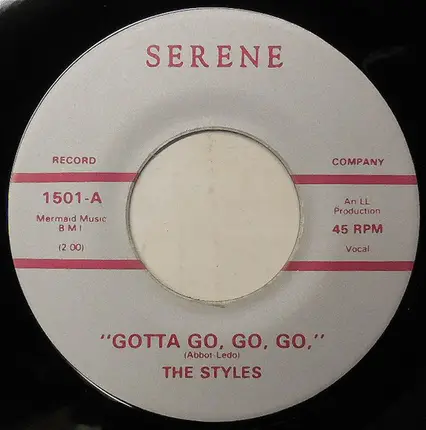 SERENE
RECORD
COMPANY
1501-A
Mermaid Music
B M I
(2.00)
An LL
Production
45 RPM
Vocal
"GOTTA GO, GO, GO,"
(Abbot-Ledo)
THE STYLES